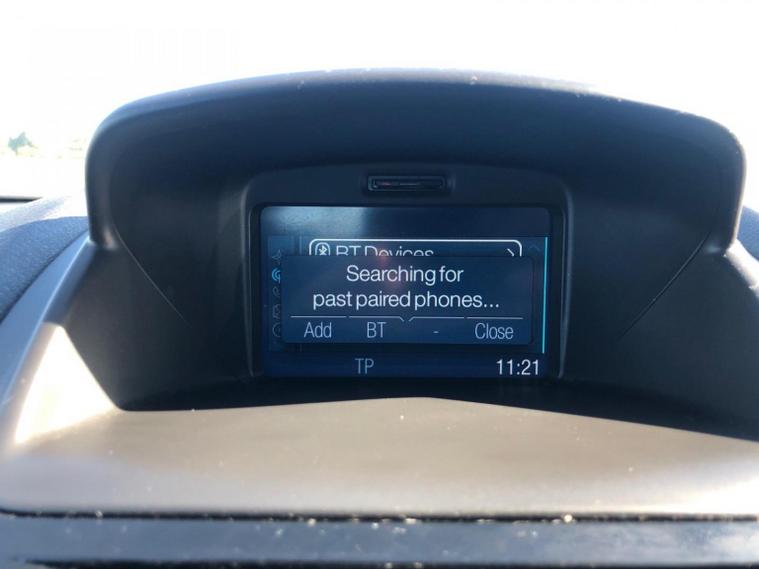 BT Devices
Searching for
past paired phones...
Add BT - Close
TP 11:21